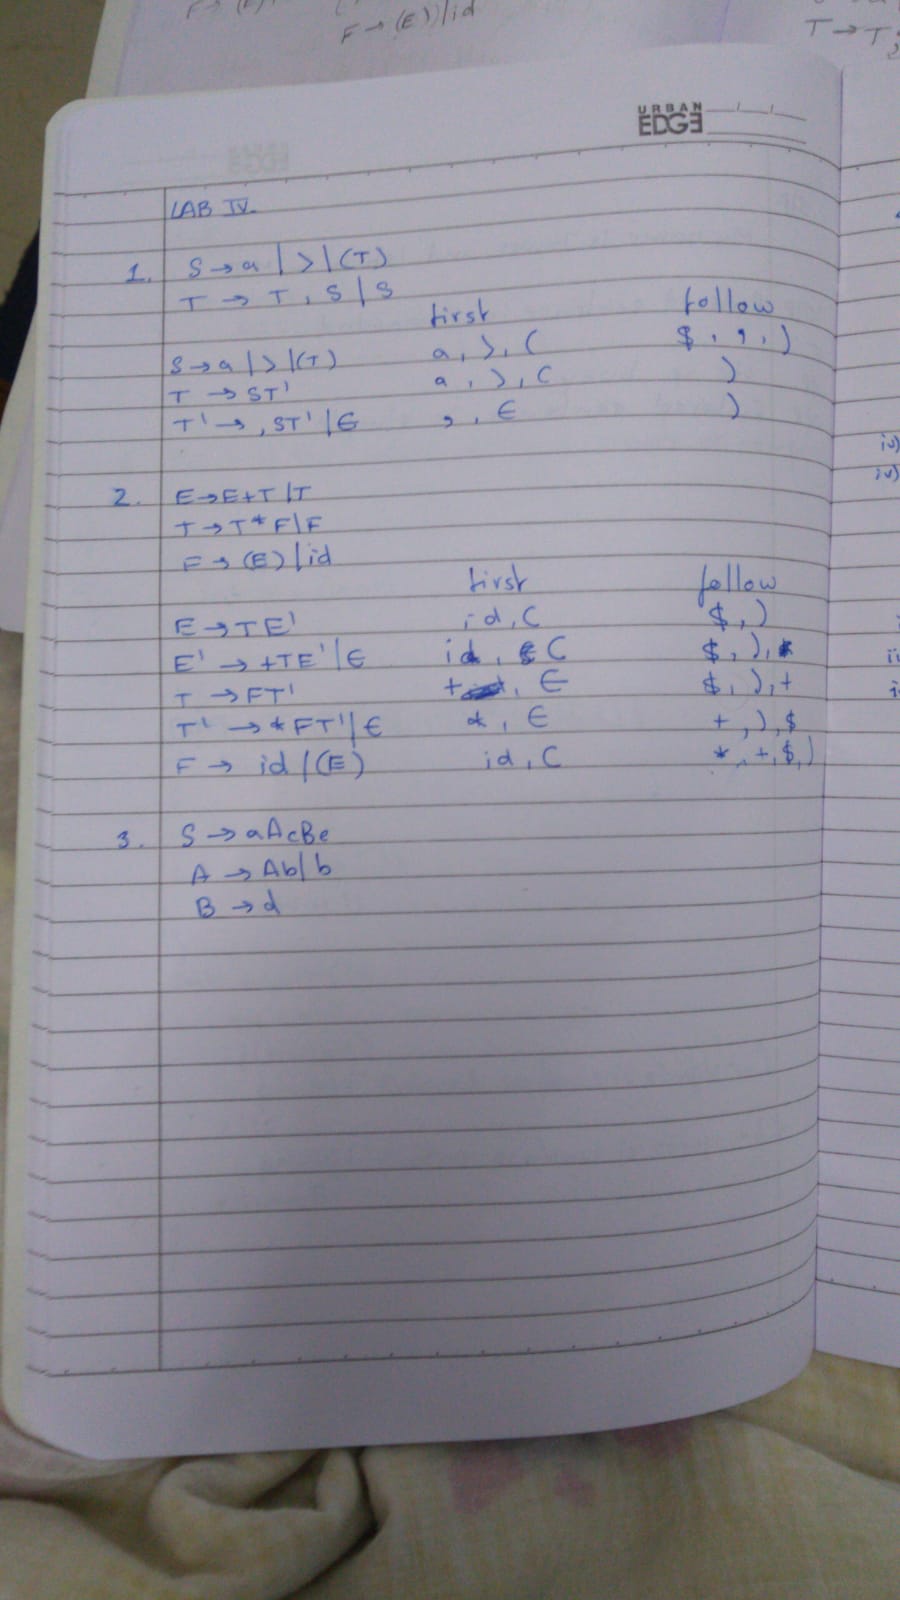 F → (E))/id
T → T
URBAN
EDGE
LAB IV
1. S → a | > | (T)
T → T, S | S
first follow
S → a | > | (T) a, >, ( $, ,, )
T → ST' a, >, ( )
T' → , ST' | ∈ ,, ∈ )
2. E → E+T | T
T → T * F | F
F → (E) | id
first follow
E → TE' id, ( $, )
E' → +TE' | ∈ id, ( $, ),
T → FT' +, ∈ $, ), +
T' → *FT' | ∈ *, ∈ +, ), $
F → id / (E) id, ( *, +, $, )
3. S → aAcBe
A → Ab | b
B → d
iv)
iv)